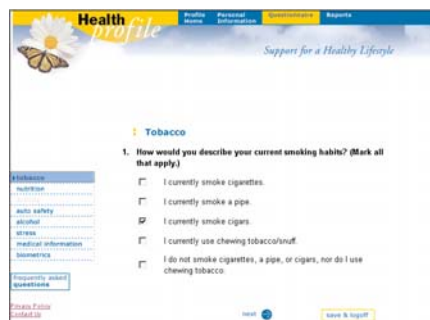 Health
profile
Profile Home
Personal Information
Questionnaire
Reports
Support for a Healthy Lifestyle
Tobacco
1. How would you describe your current smoking habits? (Mark all
that apply.)
I currently smoke cigarettes.
I currently smoke a pipe.
I currently smoke cigars.
I currently use chewing tobacco/snuff.
I do not smoke cigarettes, a pipe, or cigars, nor do I use
chewing tobacco.
tobacco
nutrition
auto safety
alcohol
stress
medical information
biometrics
frequently asked
questions
Privacy Policy
Contact Us
next
save & logoff